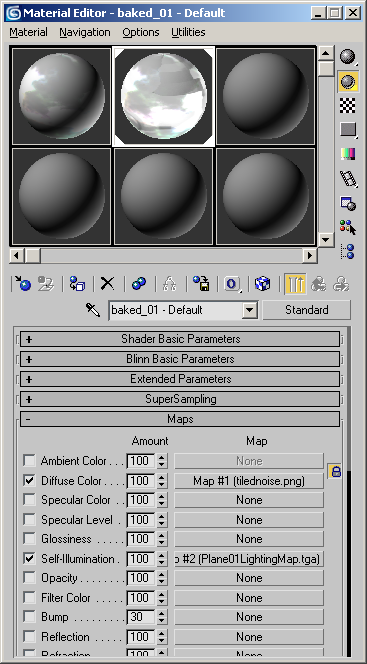 Material Editor - baked_01 - Default
Material Navigation Options Utilities
baked_01 - Default Standard
+ Shader Basic Parameters
+ Blinn Basic Parameters
+ Extended Parameters
+ SuperSampling
- Maps
Amount Map
Ambient Color . . . 100 None
Diffuse Color . . . . 100 Map #1 (tilednoise.png)
Specular Color . . 100 None
Specular Level . . 100 None
Glossiness . . . . . 100 None
Self-Illumination . 100 #2 (Plane01LightingMap.tga)
Opacity . . . . . . . . 100 None
Filter Color . . . . . 100 None
Bump . . . . . . . . . 30 None
Reflection . . . . . . 100 None
Refraction 100 None